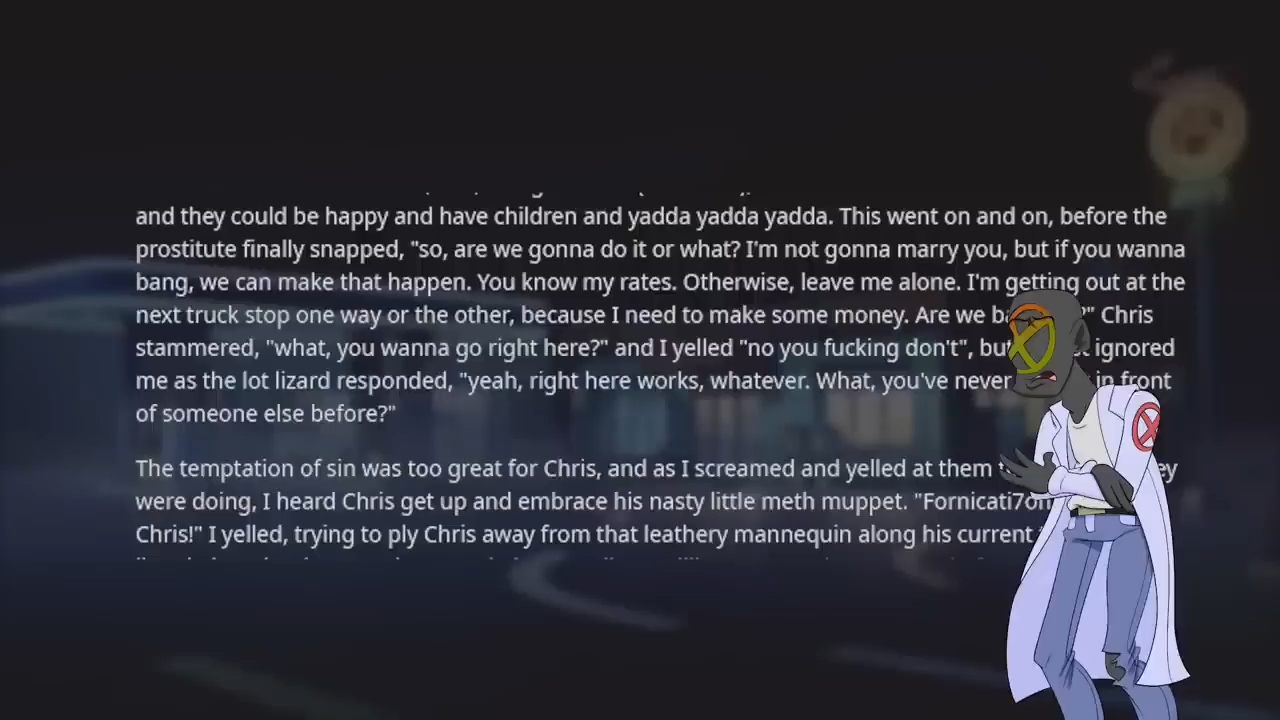 and they could be happy and have children and yadda yadda yadda. This went on and on, before the
prostitute finally snapped, "so, are we gonna do it or what? I'm not gonna marry you, but if you wanna
bang, we can make that happen. You know my rates. Otherwise, leave me alone. I'm getting out at the
next truck stop one way or the other, because I need to make some money. Are we ?" Chris
stammered, "what, you wanna go right here?" and I yelled "no you fucking don't", ignored
me as the lot lizard responded, "yeah, right here works, whatever. What, you've never in front
of someone else before?"
The temptation of sin was too great for Chris, and as I screamed and yelled at them
were doing, I heard Chris get up and embrace his nasty little meth muppet.
Chris!" I yelled, trying to ply Chris away from that leathery mannequin along his current